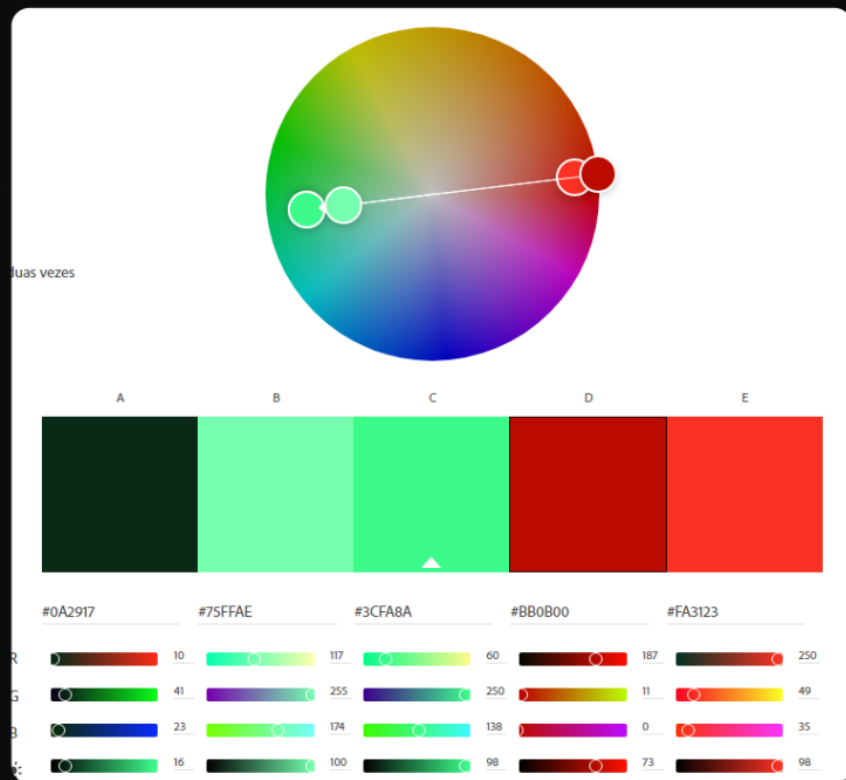 duas vezes
A B C D E
#0A2917 #75FFAE #3CFA8A #BB0B00 #FA3123
R 10 117 60 187 250
G 41 255 250 11 49
B 23 174 138 0 35
16 100 98 73 98